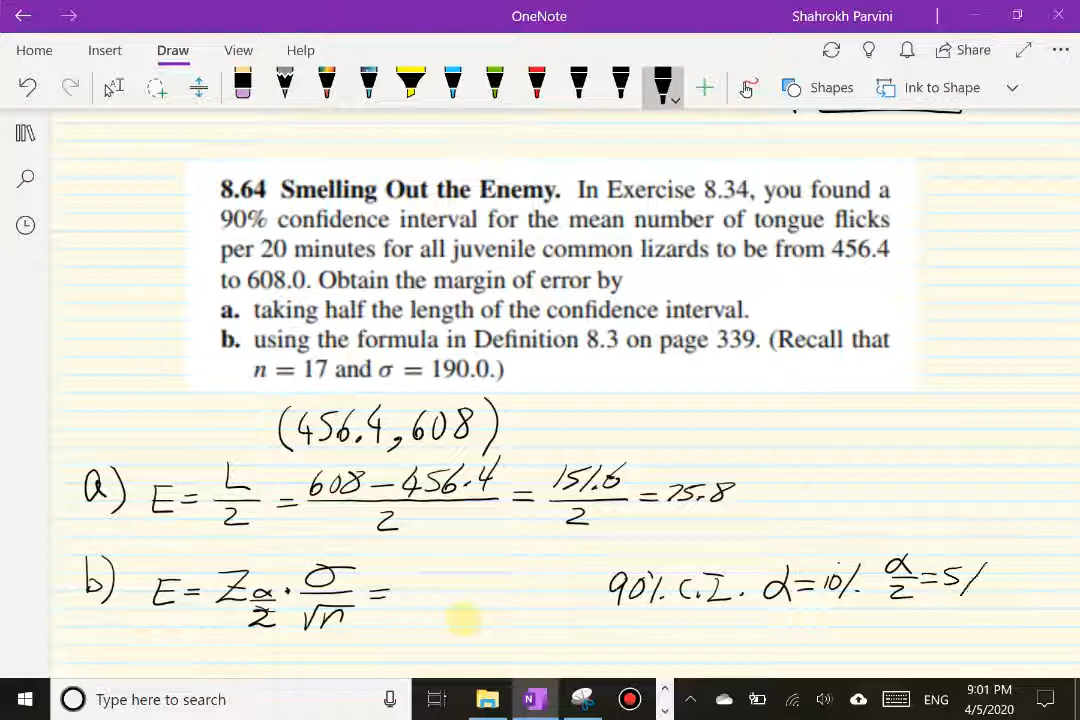 OneNote
Shahrokh Parvini
Home Insert Draw View Help
Share
Shapes Ink to Shape
8.64 Smelling Out the Enemy. In Exercise 8.34, you found a
90% confidence interval for the mean number of tongue flicks
per 20 minutes for all juvenile common lizards to be from 456.4
to 608.0. Obtain the margin of error by
a. taking half the length of the confidence interval.
b. using the formula in Definition 8.3 on page 339. (Recall that
n = 17 and σ = 190.0.)
(456.4, 608)
a) E = L/2 = 608 - 456.4 / 2 = 151.6 / 2 = 75.8
b) E = Z α/2 · σ/√n = 90% C.I. α = 10% α/2 = 5%
Type here to search
ENG
9:01 PM
4/5/2020